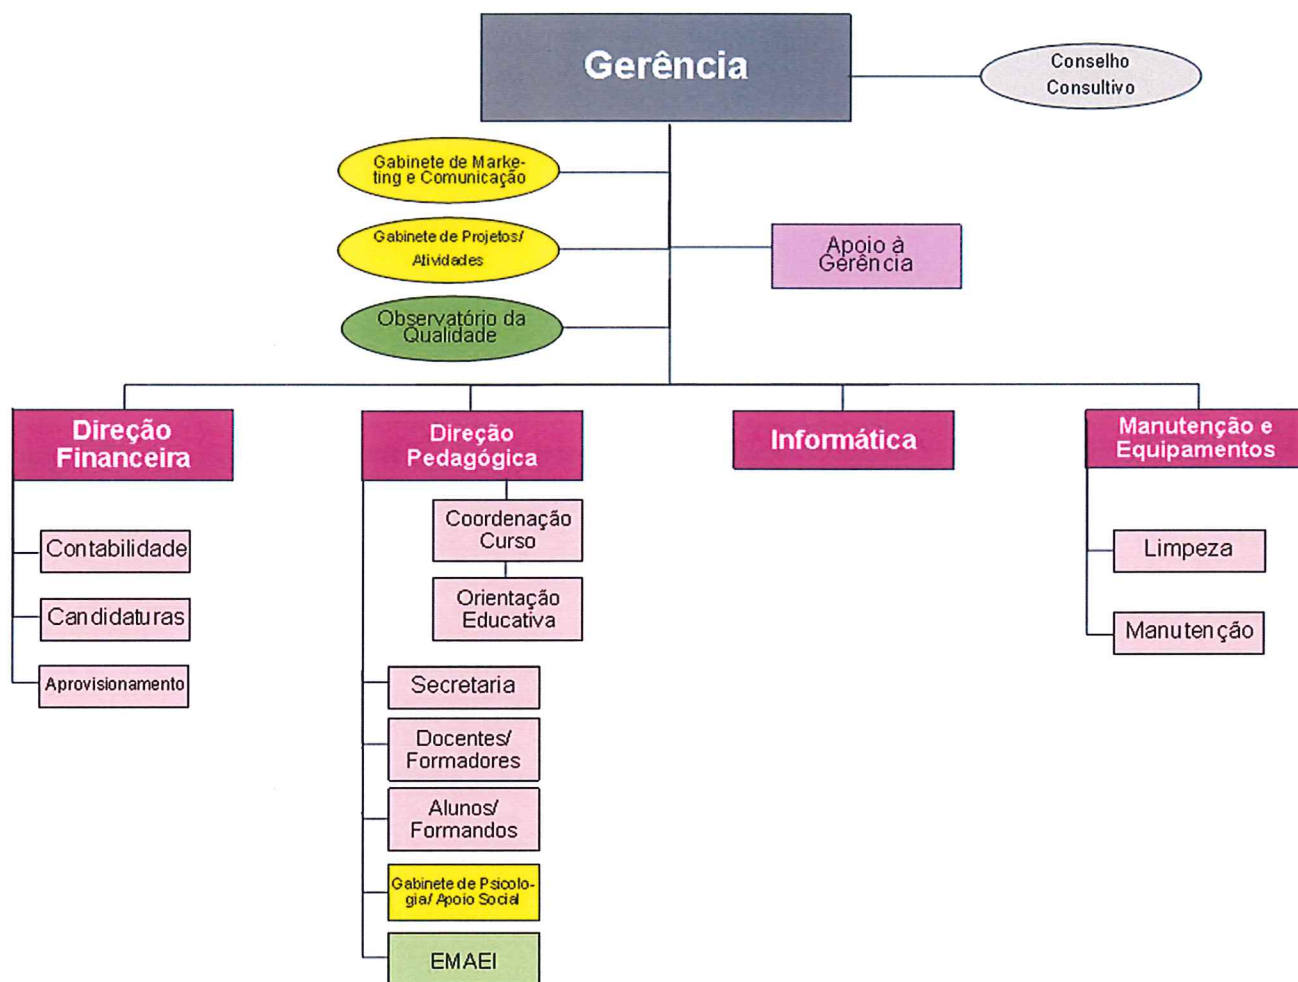 Gerência
Conselho
Consultivo
Gabinete de Marke-
ting e Comunicação
Gabinete de Projetos/
Atividades
Apoio à
Gerência
Observatório da
Qualidade
Direção
Financeira
Direção
Pedagógica
Informática
Manutenção e
Equipamentos
Contabilidade
Candidaturas
Aprovisionamento
Coordenação
Curso
Orientação
Educativa
Secretaria
Docentes/
Formadores
Alunos/
Formandos
Gabinete de Psicolo-
gia/ Apoio Social
EMAEI
Limpeza
Manutenção